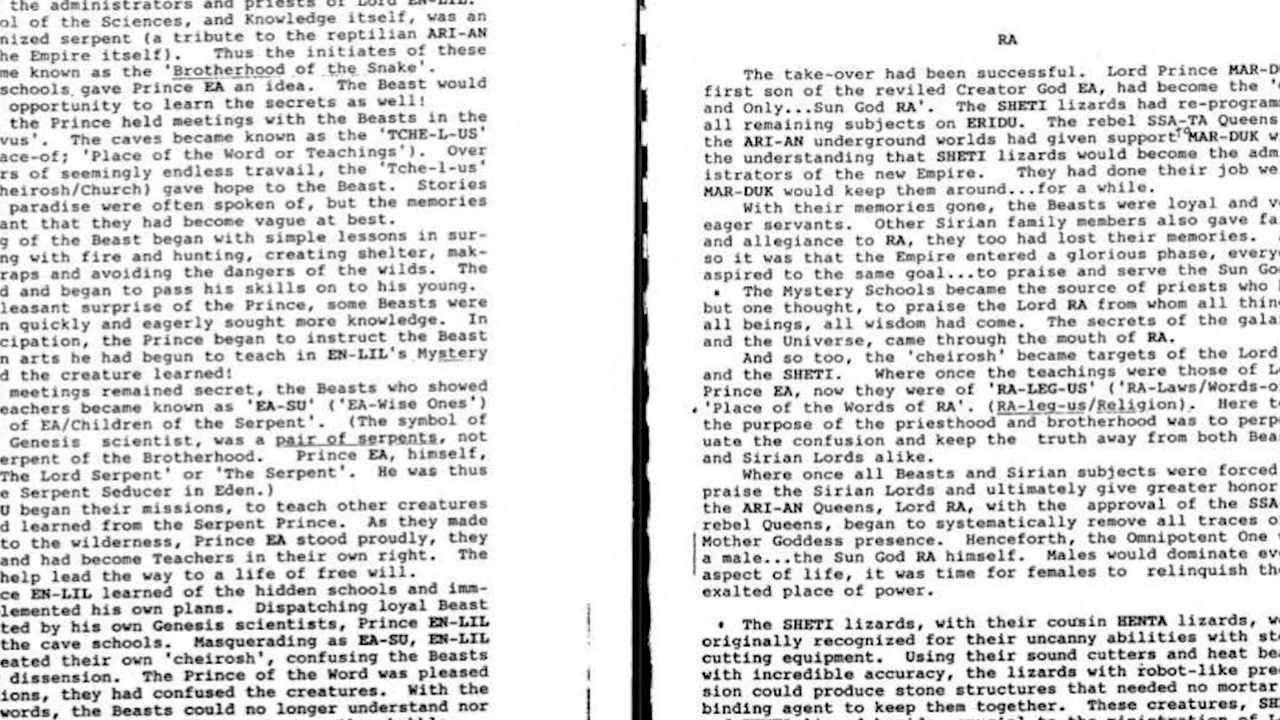 the administrators and priests of Lord EN-LIL.
ol of the Sciences, and Knowledge itself, was an
nized serpent (a tribute to the reptilian ARI-AN
he Empire itself). Thus the initiates of these
me known as the 'Brotherhood of the Snake'.
schools gave Prince EA an idea. The Beast would
opportunity to learn the secrets as well!
the Prince held meetings with the Beasts in the
vus'. The caves became known as the 'TCHE-L-US'
ace-of; 'Place of the Word or Teachings'). Over
rs of seemingly endless travail, the 'Tche-l-us'
heirosh/Church) gave hope to the Beast. Stories
paradise were often spoken of, but the memories
ant that they had become vague at best.
g of the Beast began with simple lessons in sur-
ng with fire and hunting, creating shelter, mak-
raps and avoiding the dangers of the wilds. The
d and began to pass his skills on to his young.
leasant surprise of the Prince, some Beasts were
n quickly and eagerly sought more knowledge. In
cipation, the Prince began to instruct the Beast
n arts he had begun to teach in EN-LIL's Mystery
d the creature learned!
meetings remained secret, the Beasts who showed
eachers became known as 'EA-SU' ('EA-Wise Ones')
of EA/Children of the Serpent'. (The symbol of
Genesis scientist, was a pair of serpents, not
erpent of the Brotherhood. Prince EA, himself,
The Lord Serpent' or 'The Serpent'. He was thus
e Serpent Seducer in Eden.)
U began their missions, to teach other creatures
d learned from the Serpent Prince. As they made
to the wilderness, Prince EA stood proudly, they
and had become Teachers in their own right. The
help lead the way to a life of free will.
ce EN-LIL learned of the hidden schools and imm-
lemented his own plans. Dispatching loyal Beast
ted by his own Genesis scientists, Prince EN-LIL
the cave schools. Masquerading as EA-SU, EN-LIL
eated their own 'cheirosh', confusing the Beasts
dissension. The Prince of the Word was pleased
ions, they had confused the creatures. With the
words, the Beasts could no longer understand nor
RA
The take-over had been successful. Lord Prince MAR-DU
first son of the reviled Creator God EA, had become the
and Only...Sun God RA'. The SHETI lizards had re-program
all remaining subjects on ERIDU. The rebel SSA-TA Queens
the ARI-AN underground worlds had given support to MAR-DUK w
the understanding that SHETI lizards would become the adm
istrators of the new Empire. They had done their job we
MAR-DUK would keep them around...for a while.
With their memories gone, the Beasts were loyal and ve
eager servants. Other Sirian family members also gave fa
and allegiance to RA, they too had lost their memories.
so it was that the Empire entered a glorious phase, every
aspired to the same goal...to praise and serve the Sun Go
The Mystery Schools became the source of priests who
but one thought, to praise the Lord RA from whom all thin
all beings, all wisdom had come. The secrets of the gala
and the Universe, came through the mouth of RA.
And so too, the 'cheirosh' became targets of the Lord
and the SHETI. Where once the teachings were those of Lo
Prince EA, now they were of 'RA-LEG-US' ('RA-Laws/Words-o
'Place of the Words of RA'. (RA-leg-us/Religion). Here to
the purpose of the priesthood and brotherhood was to perp
uate the confusion and keep the truth away from both Bea
and Sirian Lords alike.
Where once all Beasts and Sirian subjects were forced
praise the Sirian Lords and ultimately give greater honor
the ARI-AN Queens, Lord RA, with the approval of the SSA
rebel Queens, began to systematically remove all traces o
Mother Goddess presence. Henceforth, the Omnipotent One w
a male...the Sun God RA himself. Males would dominate eve
aspect of life, it was time for females to relinquish the
exalted place of power.
The SHETI lizards, with their cousin HENTA lizards, w
originally recognized for their uncanny abilities with sto
cutting equipment. Using their sound cutters and heat bea
with incredible accuracy, the lizards with robot-like pre
sion could produce stone structures that needed no mortar
binding agent to keep them together. These creatures, SH